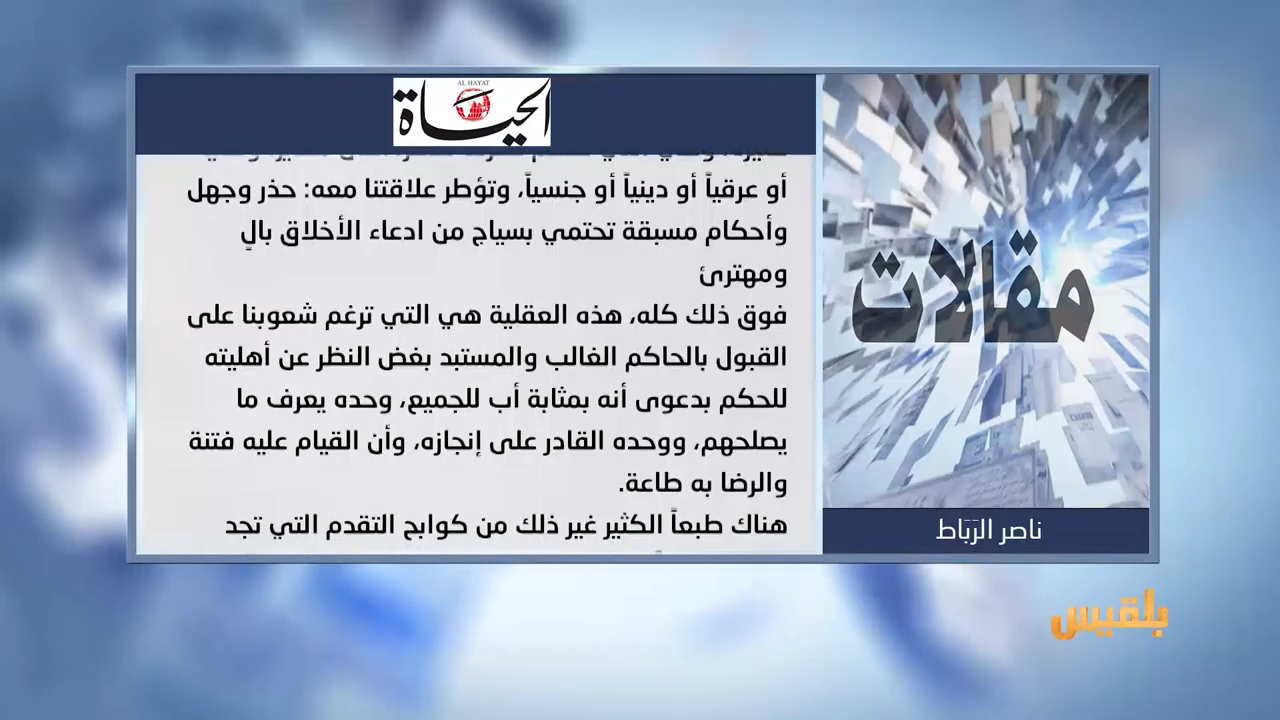 AL HAYAT
الحياة
أو عرقياً أو دينياً أو جنسياً، وتؤطر علاقتنا معه: حذر وجهل
وأحكام مسبقة تحتمي بسياج من ادعاء الأخلاق بالٍ
ومهترئ
فوق ذلك كله، هذه العقلية هي التي ترغم شعوبنا على
القبول بالحاكم الغالب والمستبد بغض النظر عن أهليته
للحكم بدعوى أنه بمثابة أب للجميع، وحده يعرف ما
يصلحهم، ووحده القادر على إنجازه، وأن القيام عليه فتنة
والرضا به طاعة.
هناك طبعاً الكثير غير ذلك من كوابح التقدم التي تجد
مقالات
ناصر الرَبَاط
بلقيس